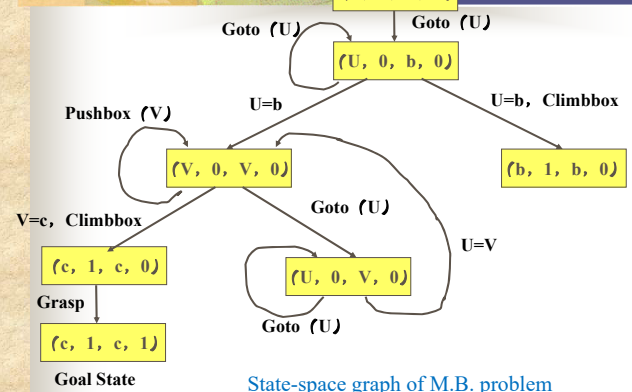 Goto (U)
Goto (U)
(U, 0, b, 0)
U=b
U=b, Climbbox
Pushbox (V)
(V, 0, V, 0)
(b, 1, b, 0)
Goto (U)
V=c, Climbbox
U=V
(c, 1, c, 0)
(U, 0, V, 0)
Grasp
Goto (U)
(c, 1, c, 1)
Goal State
State-space graph of M.B. problem